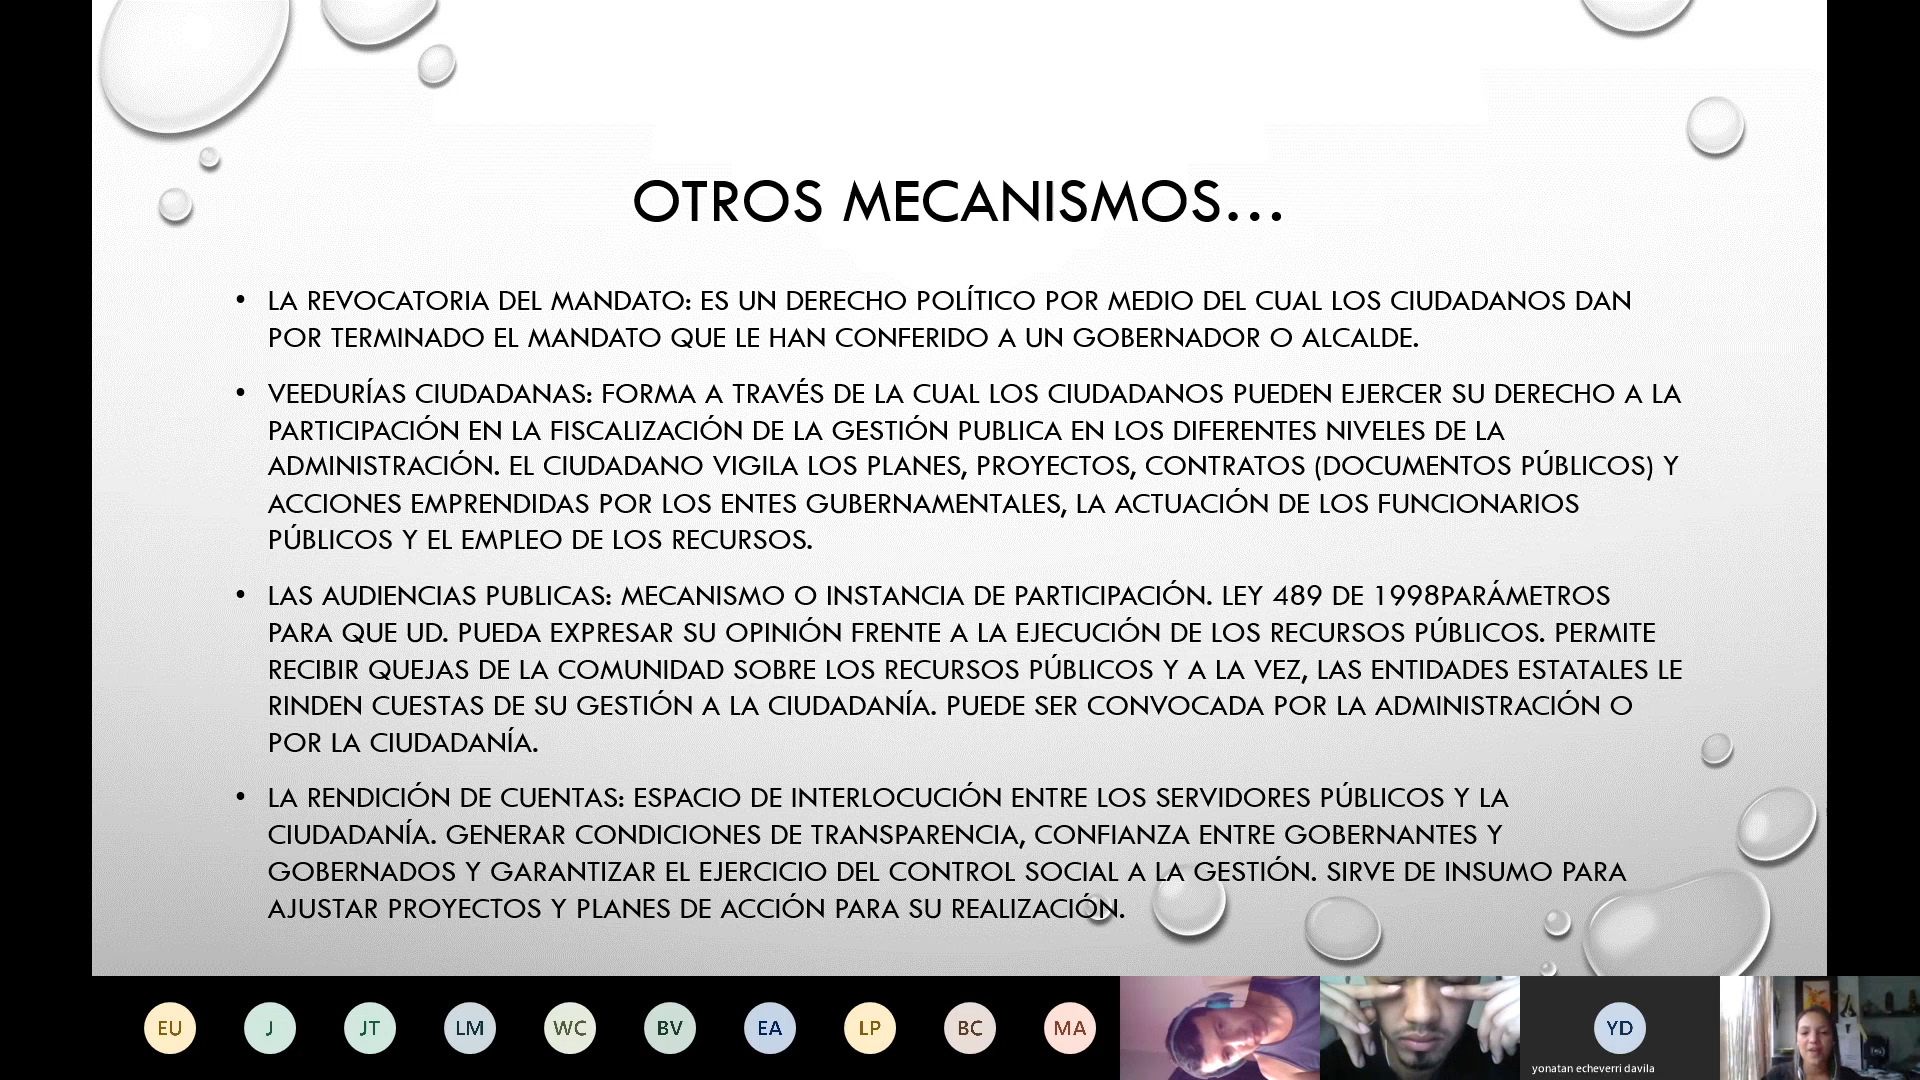 OTROS MECANISMOS...
• LA REVOCATORIA DEL MANDATO: ES UN DERECHO POLÍTICO POR MEDIO DEL CUAL LOS CIUDADANOS DAN
POR TERMINADO EL MANDATO QUE LE HAN CONFERIDO A UN GOBERNADOR O ALCALDE.
• VEEDURÍAS CIUDADANAS: FORMA A TRAVÉS DE LA CUAL LOS CIUDADANOS PUEDEN EJERCER SU DERECHO A LA
PARTICIPACIÓN EN LA FISCALIZACIÓN DE LA GESTIÓN PUBLICA EN LOS DIFERENTES NIVELES DE LA
ADMINISTRACIÓN. EL CIUDADANO VIGILA LOS PLANES, PROYECTOS, CONTRATOS (DOCUMENTOS PÚBLICOS) Y
ACCIONES EMPRENDIDAS POR LOS ENTES GUBERNAMENTALES, LA ACTUACIÓN DE LOS FUNCIONARIOS
PÚBLICOS Y EL EMPLEO DE LOS RECURSOS.
• LAS AUDIENCIAS PUBLICAS: MECANISMO O INSTANCIA DE PARTICIPACIÓN. LEY 489 DE 1998PARÁMETROS
PARA QUE UD. PUEDA EXPRESAR SU OPINIÓN FRENTE A LA EJECUCIÓN DE LOS RECURSOS PÚBLICOS. PERMITE
RECIBIR QUEJAS DE LA COMUNIDAD SOBRE LOS RECURSOS PÚBLICOS Y A LA VEZ, LAS ENTIDADES ESTATALES LE
RINDEN CUESTAS DE SU GESTIÓN A LA CIUDADANÍA. PUEDE SER CONVOCADA POR LA ADMINISTRACIÓN O
POR LA CIUDADANÍA.
• LA RENDICIÓN DE CUENTAS: ESPACIO DE INTERLOCUCIÓN ENTRE LOS SERVIDORES PÚBLICOS Y LA
CIUDADANÍA. GENERAR CONDICIONES DE TRANSPARENCIA, CONFIANZA ENTRE GOBERNANTES Y
GOBERNADOS Y GARANTIZAR EL EJERCICIO DEL CONTROL SOCIAL A LA GESTIÓN. SIRVE DE INSUMO PARA
AJUSTAR PROYECTOS Y PLANES DE ACCIÓN PARA SU REALIZACIÓN.
EU J JT LM WC BV EA LP BC MA YD
yonatan echeverri davila